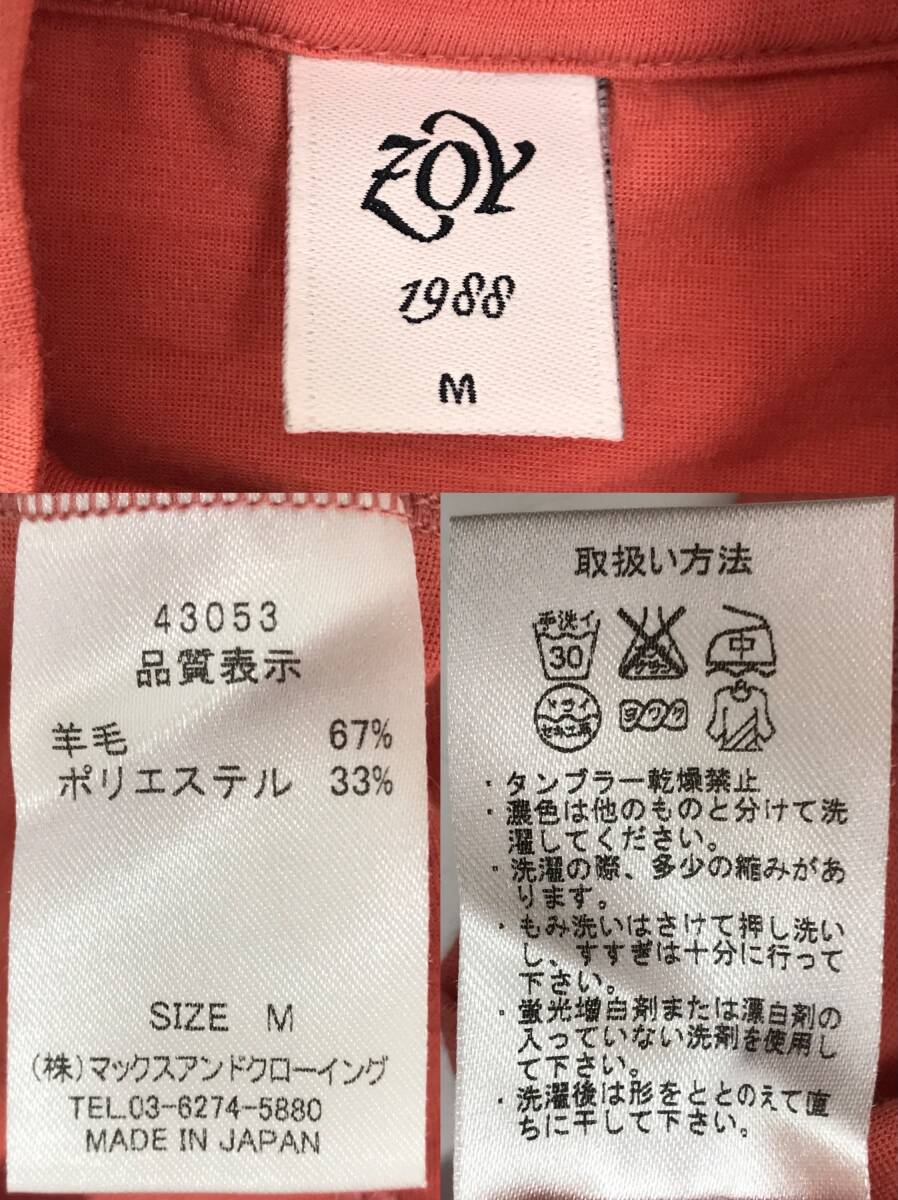 ZOY
1988
M
43053
品質表示
羊毛 67%
ポリエステル 33%
SIZE M
(株)マックスアンドクローイング
TEL.03-6274-5880
MADE IN JAPAN
取扱い方法
手洗イ
30
エンソサラシ
中
ドライ
セキユ系
ヨワク
・タンブラー乾燥禁止
・濃色は他のものと分けて洗
濯してください。
・洗濯の際、多少の縮みがあ
ります。
・もみ洗いはさけて押し洗い
し、すすぎは十分に行って
下さい。
・蛍光増白剤または漂白剤の
入っていない洗剤を使用し
て下さい。
・洗濯後は形をととのえて直
ちに干して下さい。